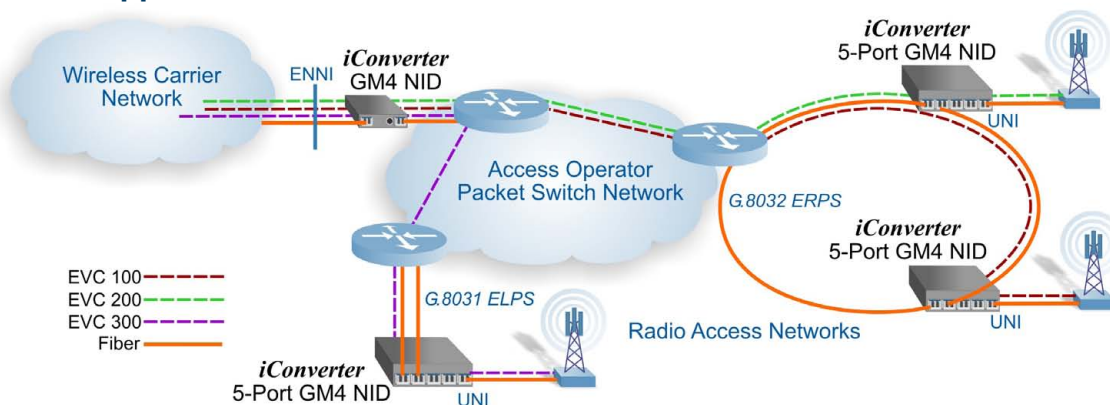 Wireless Carrier
Network
ENNI
iConverter
GM4 NID
iConverter
5-Port GM4 NID
UNI
Access Operator
Packet Switch Network
G.8032 ERPS
iConverter
5-Port GM4 NID
UNI
EVC 100
EVC 200
EVC 300
Fiber
G.8031 ELPS
Radio Access Networks
iConverter
5-Port GM4 NID
UNI